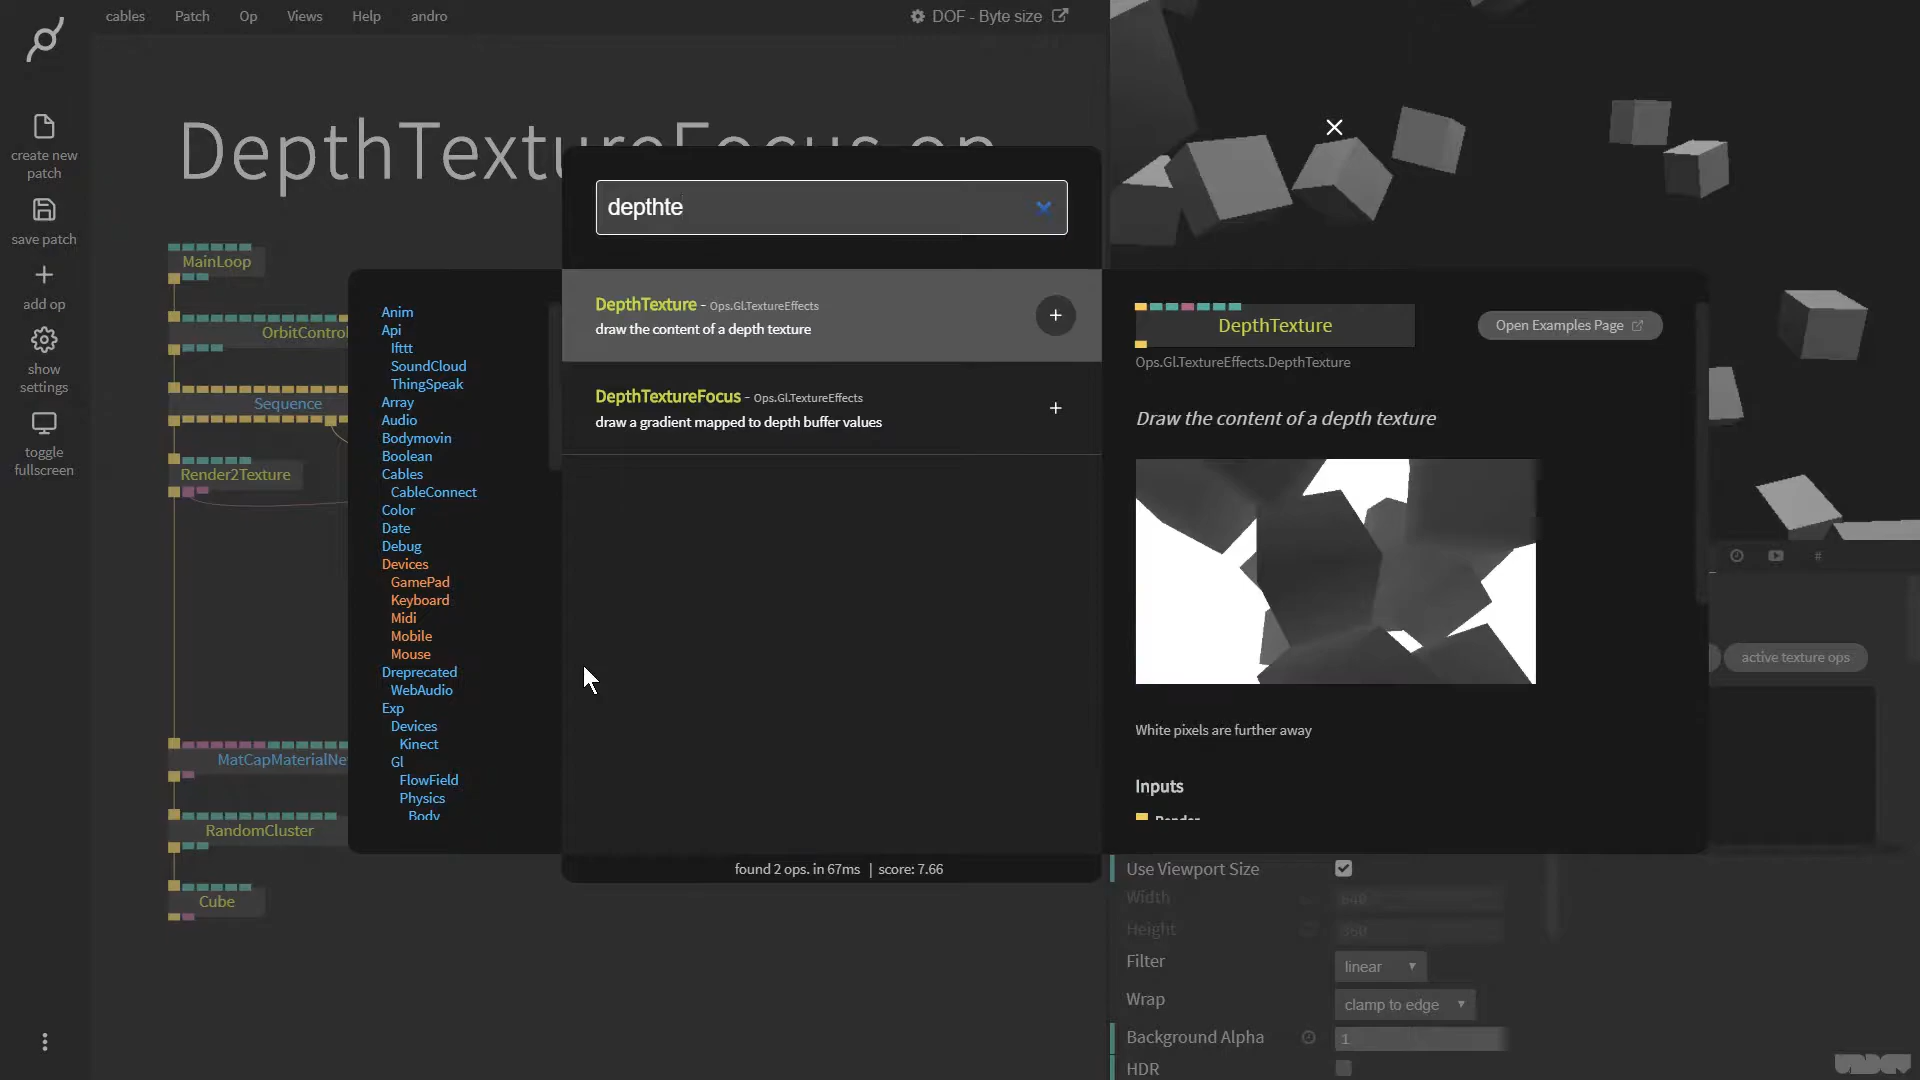 cables Patch Op Views Help andro
DOF - Byte size
create new
patch
save patch
add op
show
settings
toggle
fullscreen
MainLoop
OrbitControl
Sequence
Render2Texture
MatCapMaterialNe
RandomCluster
Cube
depthte
Anim
Api
Ifttt
SoundCloud
ThingSpeak
Array
Audio
Bodymovin
Boolean
Cables
CableConnect
Color
Date
Debug
Devices
GamePad
Keyboard
Midi
Mobile
Mouse
Dreprecated
WebAudio
Exp
Devices
Kinect
Gl
FlowField
Physics
Body
DepthTexture - Ops.Gl.TextureEffects
draw the content of a depth texture
+
DepthTextureFocus - Ops.Gl.TextureEffects
draw a gradient mapped to depth buffer values
+
found 2 ops. in 67ms | score: 7.66
DepthTexture
Open Examples Page
Ops.Gl.TextureEffects.DepthTexture
Draw the content of a depth texture
White pixels are further away
Inputs
Render
#
active texture ops
Use Viewport Size
Width 640
Height 360
Filter linear
Wrap clamp to edge
Background Alpha 1
HDR